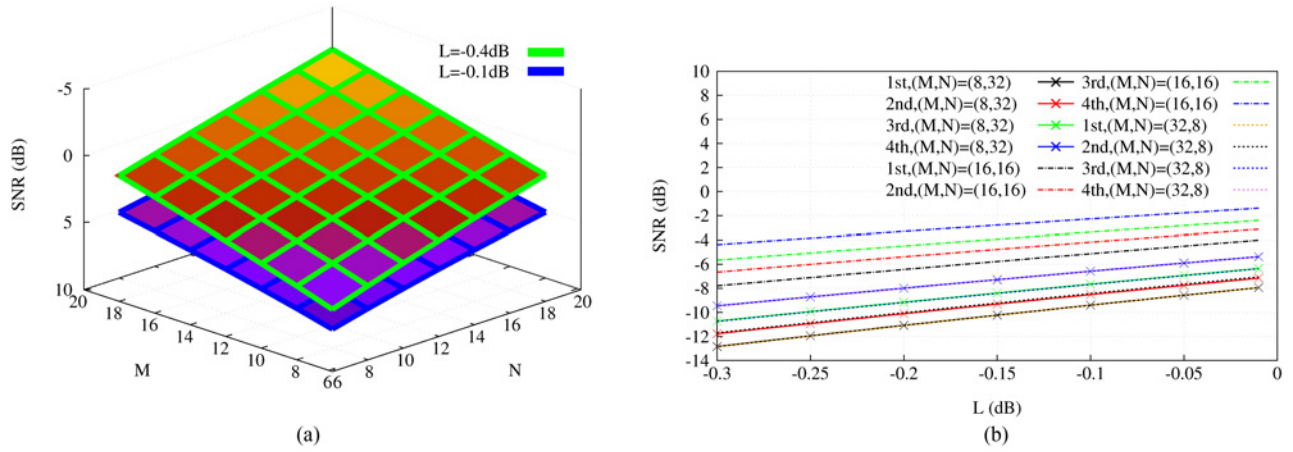 L=-0.4dB
L=-0.1dB
-5
0
5
10
SNR (dB)
20
18
16
14
12
10
8
66
8
10
12
14
16
18
20
M
N
(a)
10
8
6
4
2
0
-2
-4
-6
-8
-10
-12
-14
SNR (dB)
1st,(M,N)=(8,32)
2nd,(M,N)=(8,32)
3rd,(M,N)=(8,32)
4th,(M,N)=(8,32)
1st,(M,N)=(16,16)
2nd,(M,N)=(16,16)
3rd,(M,N)=(16,16)
4th,(M,N)=(16,16)
1st,(M,N)=(32,8)
2nd,(M,N)=(32,8)
3rd,(M,N)=(32,8)
4th,(M,N)=(32,8)
-0.3
-0.25
-0.2
-0.15
-0.1
-0.05
0
L (dB)
(b)